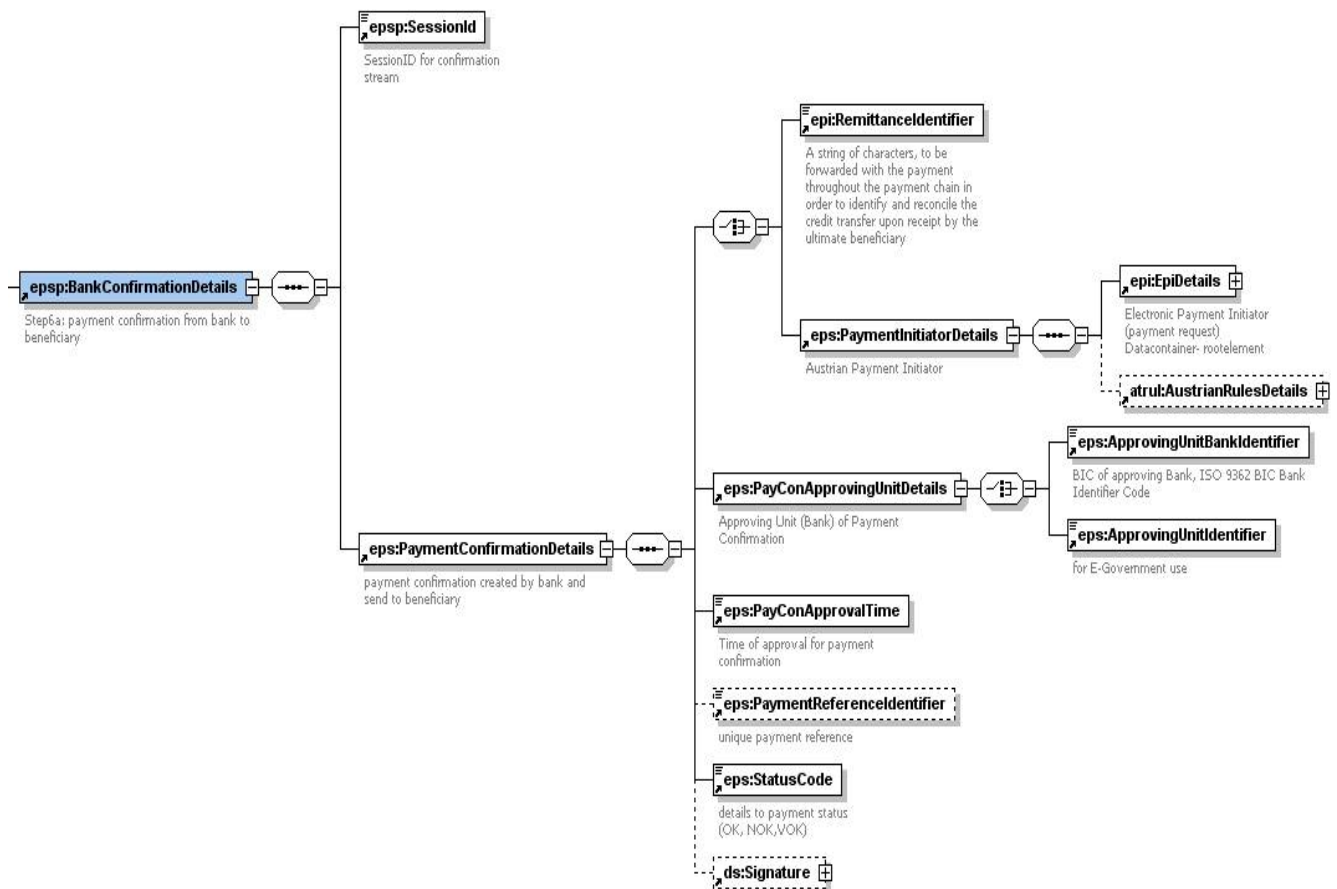 epsp:SessionId
SessionID for confirmation
stream
epi:RemittanceIdentifier
A string of characters, to be
forwarded with the payment
throughout the payment chain in
order to identify and reconcile the
credit transfer upon receipt by the
ultimate beneficiary
epsp:BankConfirmationDetails
Step6a: payment confirmation from bank to
beneficiary
epi:EpiDetails
Electronic Payment Initiator
(payment request)
Datacontainer- rootelement
eps:PaymentInitiatorDetails
Austrian Payment Initiator
atrul:AustrianRulesDetails
eps:ApprovingUnitBankIdentifier
BIC of approving Bank, ISO 9362 BIC Bank
Identifier Code
eps:PayConApprovingUnitDetails
Approving Unit (Bank) of Payment
Confirmation
eps:ApprovingUnitIdentifier
for E-Government use
eps:PaymentConfirmationDetails
payment confirmation created by bank and
send to beneficiary
eps:PayConApprovalTime
Time of approval for payment
confirmation
eps:PaymentReferenceIdentifier
unique payment reference
eps:StatusCode
details to payment status
(OK, NOK,VOK)
ds:Signature